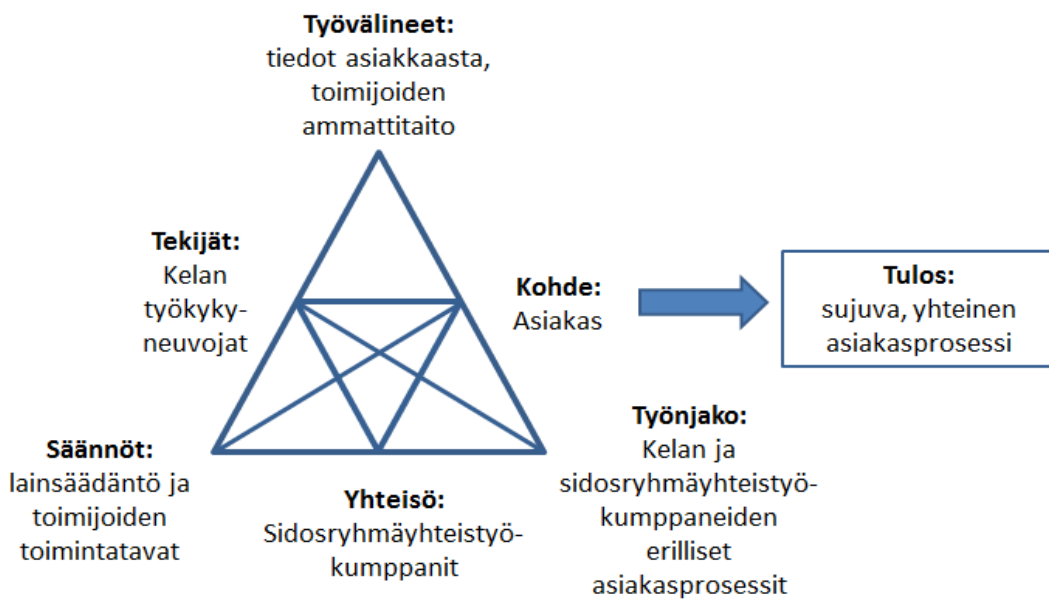 Työvälineet:
tiedot asiakkaasta,
toimijoiden
ammattitaito
Tekijät:
Kelan
työkyky-
neuvojat
Kohde:
Asiakas
Tulos:
sujuva, yhteinen
asiakasprosessi
Säännöt:
lainsäädäntö ja
toimijoiden
toimintatavat
Yhteisö:
Sidosryhmäyhteistyö-
kumppanit
Työnjako:
Kelan ja
sidosryhmäyhteistyö-
kumppaneiden
erilliset
asiakasprosessit